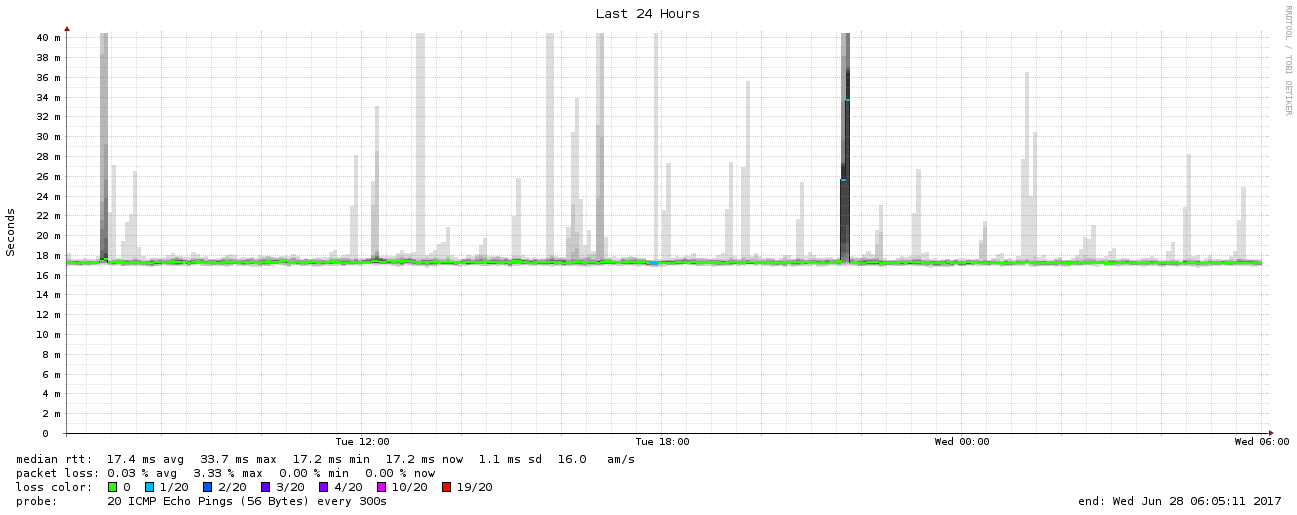 Last 24 Hours
RRDTOOL / TOBI OETIKER
Seconds
40 m
38 m
36 m
34 m
32 m
30 m
28 m
26 m
24 m
22 m
20 m
18 m
16 m
14 m
12 m
10 m
8 m
6 m
4 m
2 m
0
Tue 12:00 Tue 18:00 Wed 00:00 Wed 06:00
median rtt: 17.4 ms avg 33.7 ms max 17.2 ms min 17.2 ms now 1.1 ms sd 16.0 am/s
packet loss: 0.03 % avg 3.33 % max 0.00 % min 0.00 % now
loss color: 0 1/20 2/20 3/20 4/20 10/20 19/20
probe: 20 ICMP Echo Pings (56 Bytes) every 300s end: Wed Jun 28 06:05:11 2017